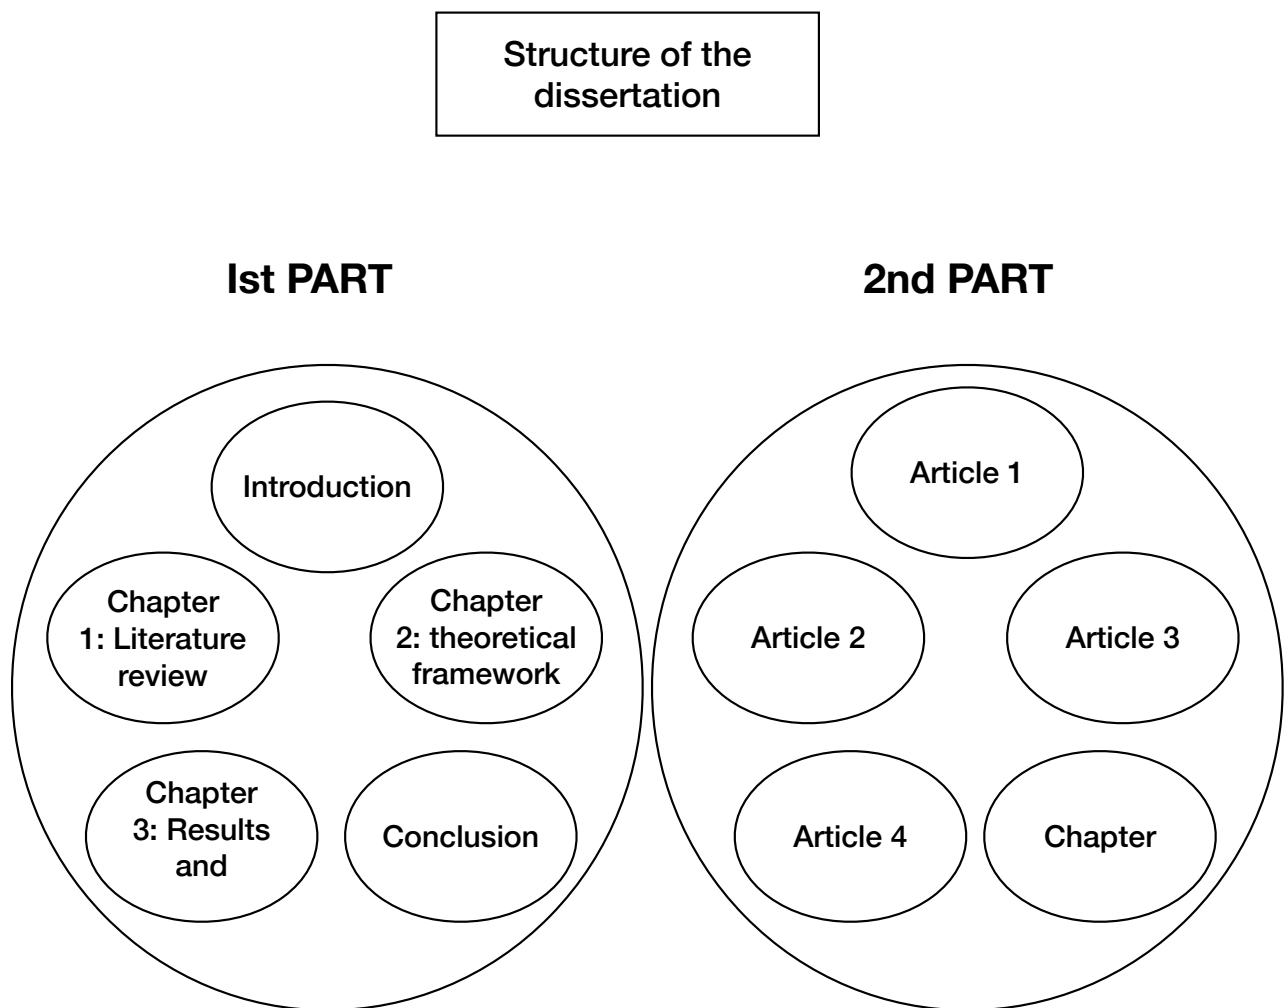 Structure of the
dissertation
Ist PART
2nd PART
Introduction
Chapter
1: Literature
review
Chapter
2: theoretical
framework
Chapter
3: Results
and
Conclusion
Article 1
Article 2
Article 3
Article 4
Chapter